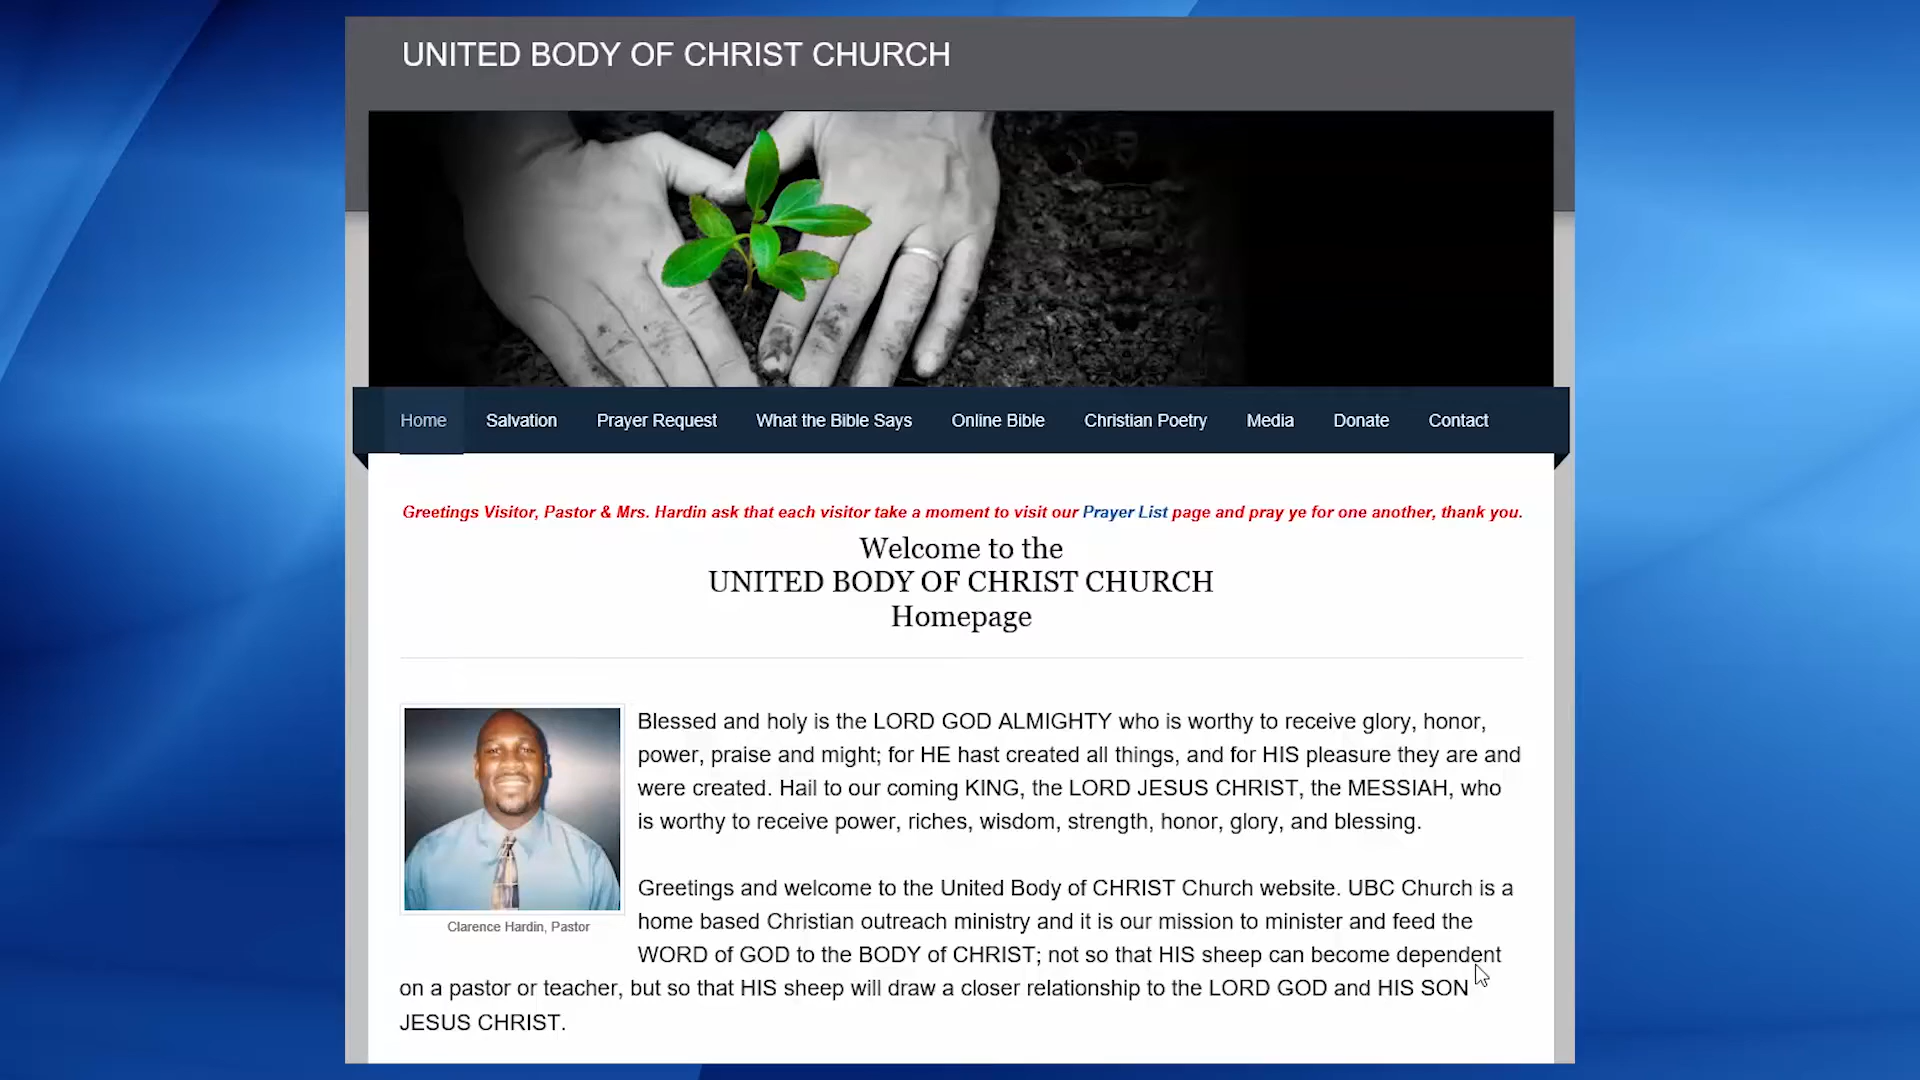 UNITED BODY OF CHRIST CHURCH
Home Salvation Prayer Request What the Bible Says Online Bible Christian Poetry Media Donate Contact
Greetings Visitor, Pastor & Mrs. Hardin ask that each visitor take a moment to visit our Prayer List page and pray ye for one another, thank you.
Welcome to the
UNITED BODY OF CHRIST CHURCH
Homepage
Blessed and holy is the LORD GOD ALMIGHTY who is worthy to receive glory, honor,
power, praise and might; for HE hast created all things, and for HIS pleasure they are and
were created. Hail to our coming KING, the LORD JESUS CHRIST, the MESSIAH, who
is worthy to receive power, riches, wisdom, strength, honor, glory, and blessing.
Clarence Hardin, Pastor
Greetings and welcome to the United Body of CHRIST Church website. UBC Church is a
home based Christian outreach ministry and it is our mission to minister and feed the
WORD of GOD to the BODY of CHRIST; not so that HIS sheep can become dependent
on a pastor or teacher, but so that HIS sheep will draw a closer relationship to the LORD GOD and HIS SON
JESUS CHRIST.